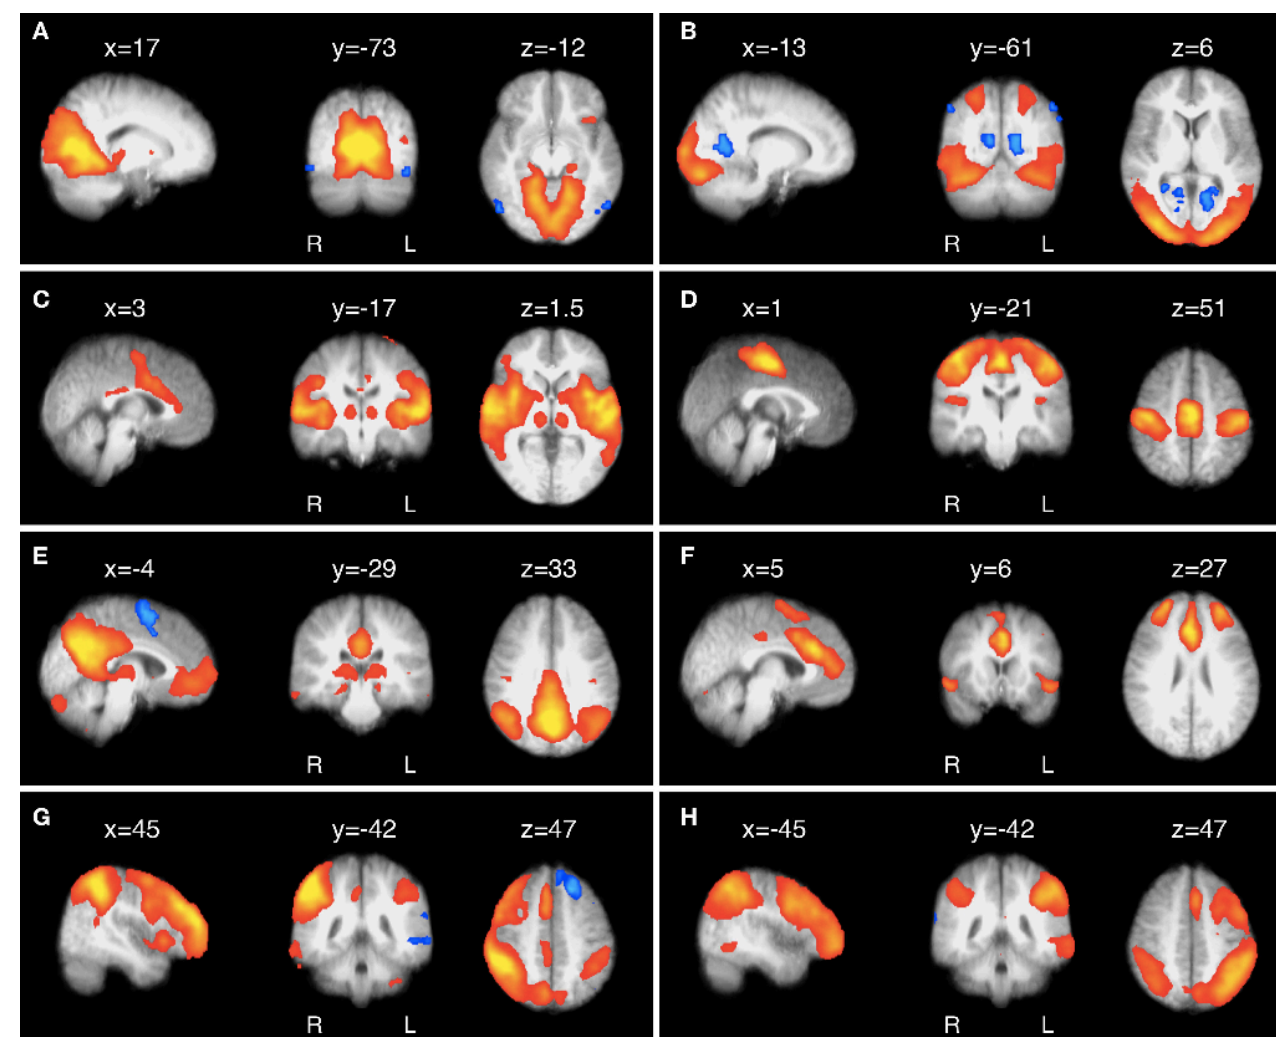 A
x=17 y=-73 z=-12
R L
B
x=-13 y=-61 z=6
R L
C
x=3 y=-17 z=1.5
R L
D
x=1 y=-21 z=51
R L
E
x=-4 y=-29 z=33
R L
F
x=5 y=6 z=27
R L
G
x=45 y=-42 z=47
R L
H
x=-45 y=-42 z=47
R L